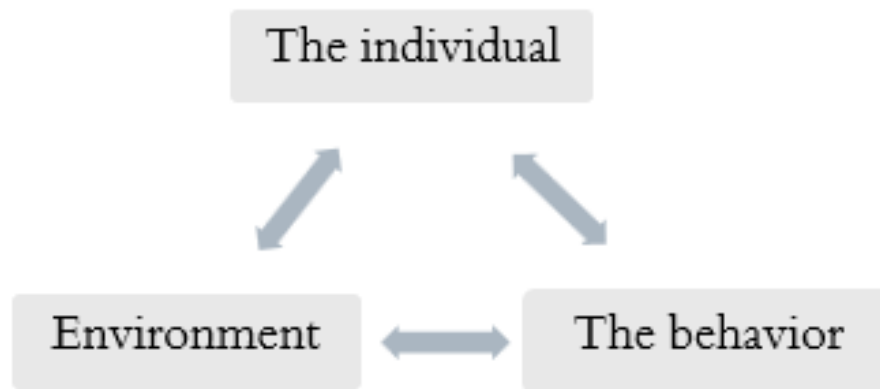 The individual
Environment
The behavior